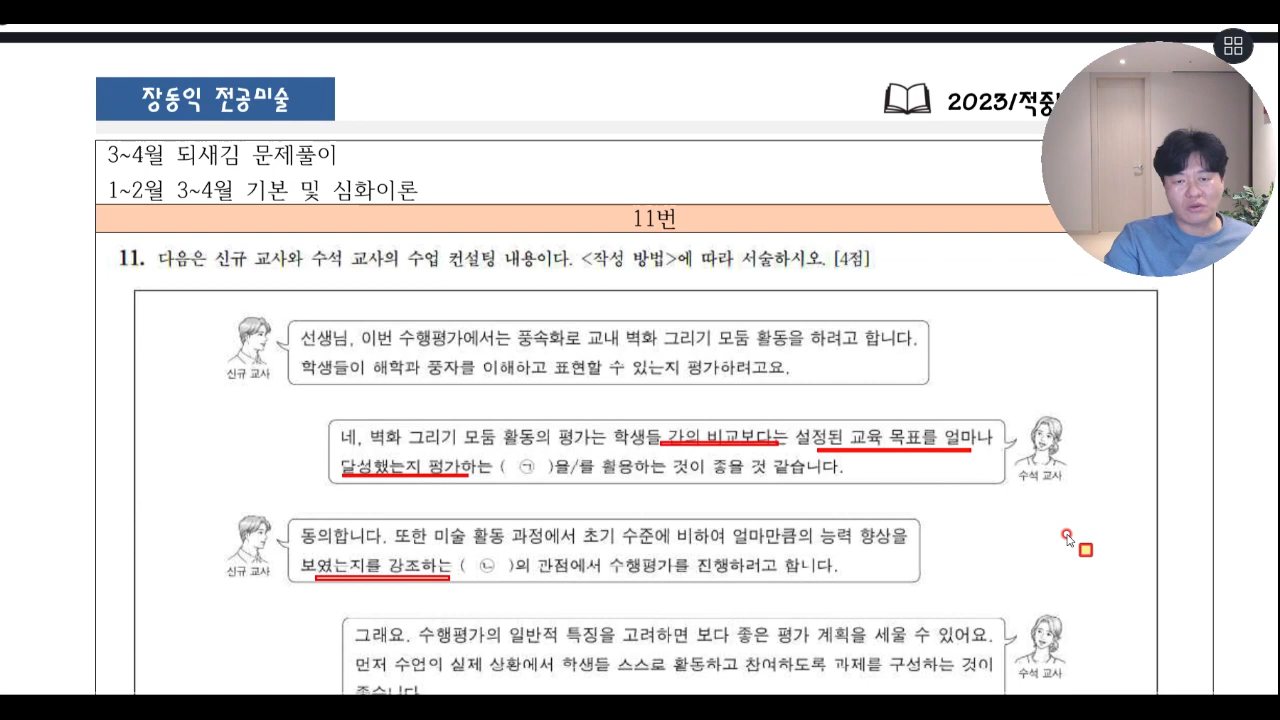 장동익 전공미술
2023/적중
3~4월 되새김 문제풀이
1~2월 3~4월 기본 및 심화이론
11번
11. 다음은 신규 교사와 수석 교사의 수업 컨설팅 내용이다. <작성 방법>에 따라 서술하시오. [4점]
선생님, 이번 수행평가에서는 풍속화로 교내 벽화 그리기 모둠 활동을 하려고 합니다.
학생들이 해학과 풍자를 이해하고 표현할 수 있는지 평가하려고요.
신규 교사
네, 벽화 그리기 모둠 활동의 평가는 학생들 간의 비교보다는 설정된 교육 목표를 얼마나
달성했는지 평가하는 ( ㉠ )을/를 활용하는 것이 좋을 것 같습니다.
수석 교사
동의합니다. 또한 미술 활동 과정에서 초기 수준에 비하여 얼마만큼의 능력 향상을
보였는지를 강조하는 ( ㉡ )의 관점에서 수행평가를 진행하려고 합니다.
신규 교사
그래요. 수행평가의 일반적 특징을 고려하면 보다 좋은 평가 계획을 세울 수 있어요.
먼저 수업의 실제 상황에서 학생들 스스로 활동하고 참여하도록 과제를 구성하는 것이
좋습니다
수석 교사